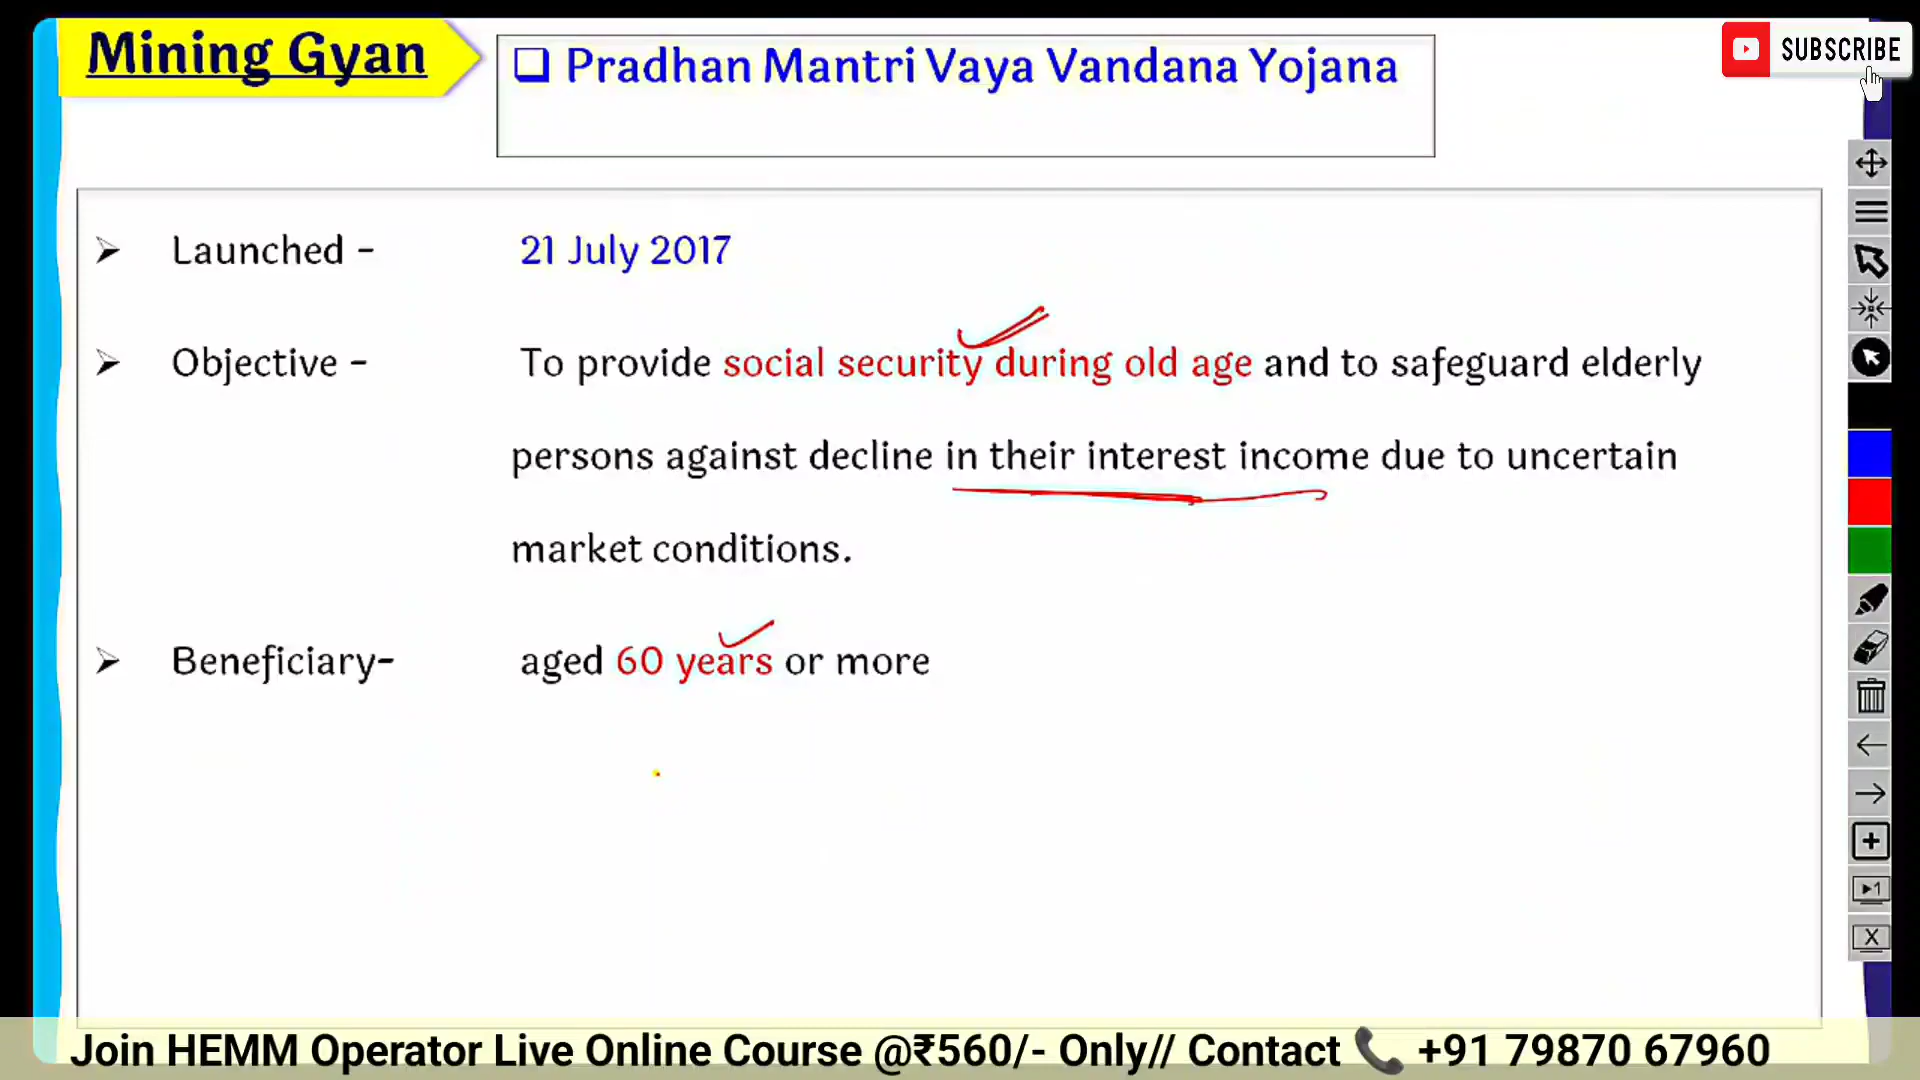 Mining Gyan
Pradhan Mantri Vaya Vandana Yojana
SUBSCRIBE
Launched - 21 July 2017
Objective - To provide social security during old age and to safeguard elderly
persons against decline in their interest income due to uncertain
market conditions.
Beneficiary- aged 60 years or more
Join HEMM Operator Live Online Course @₹560/- Only// Contact +91 79870 67960